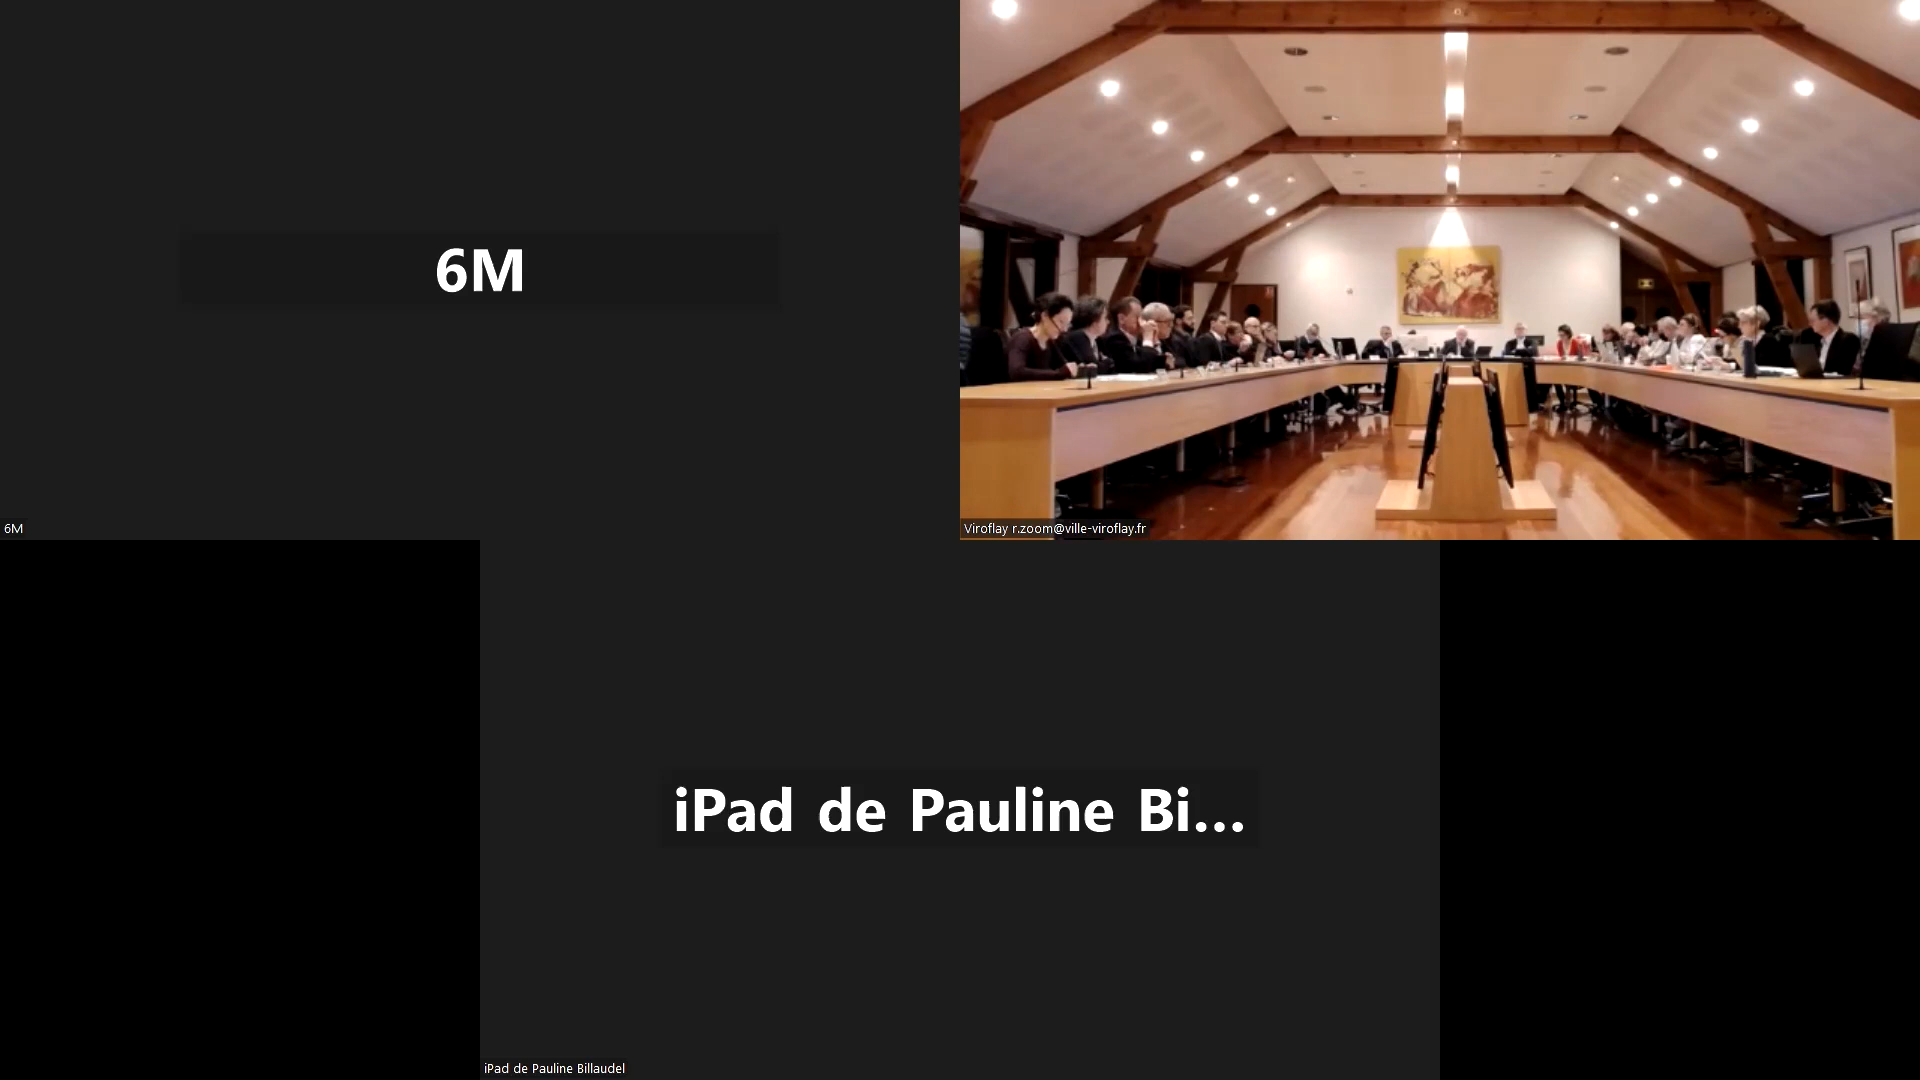 6M
6M
Viroflay r.zoom@ville-viroflay.fr
iPad de Pauline Bi...
iPad de Pauline Billaudel